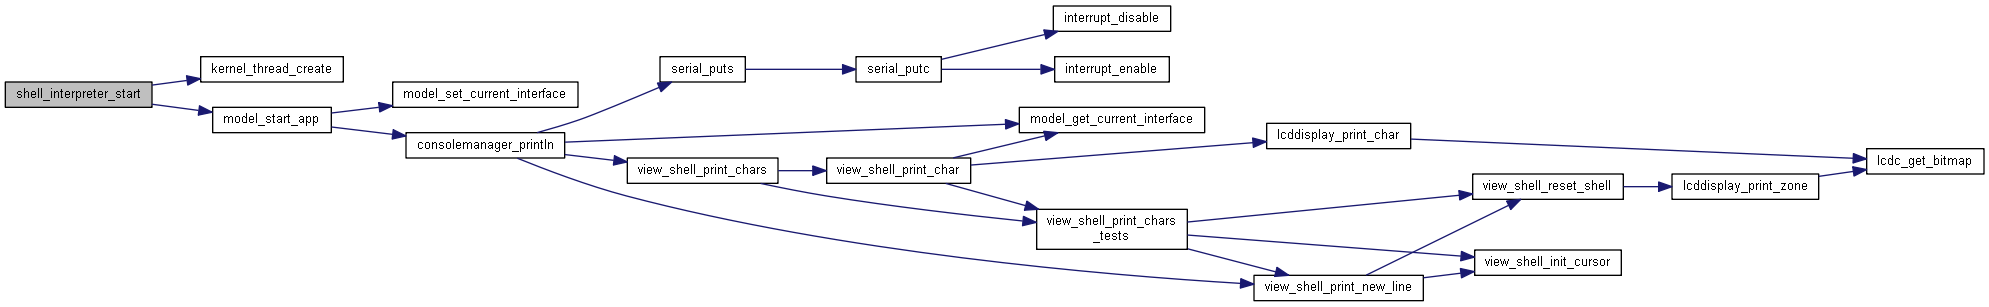 shell_interpreter_start
kernel_thread_create
model_start_app
model_set_current_interface
consolemanager_println
serial_puts
serial_putc
interrupt_disable
interrupt_enable
model_get_current_interface
view_shell_print_chars
view_shell_print_char
lcddisplay_print_char
view_shell_print_chars
_tests
view_shell_print_new_line
view_shell_reset_shell
view_shell_init_cursor
lcddisplay_print_zone
lcdc_get_bitmap